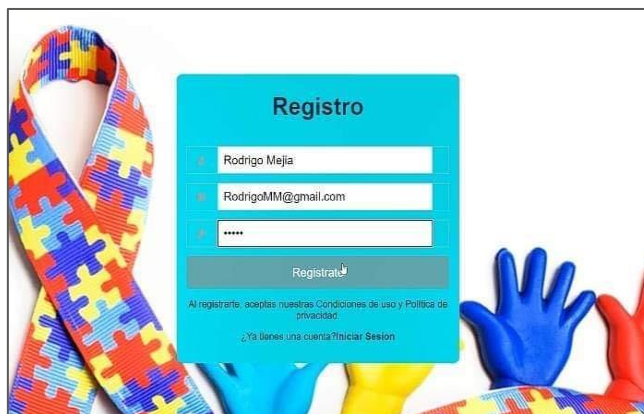 Registro
Rodrigo Mejia
RodrigoMM@gmail.com
•••••
Registrate
Al registrarte, aceptas nuestras Condiciones de uso y Politica de
privacidad.
¿Ya tienes una cuenta?Iniciar Sesion